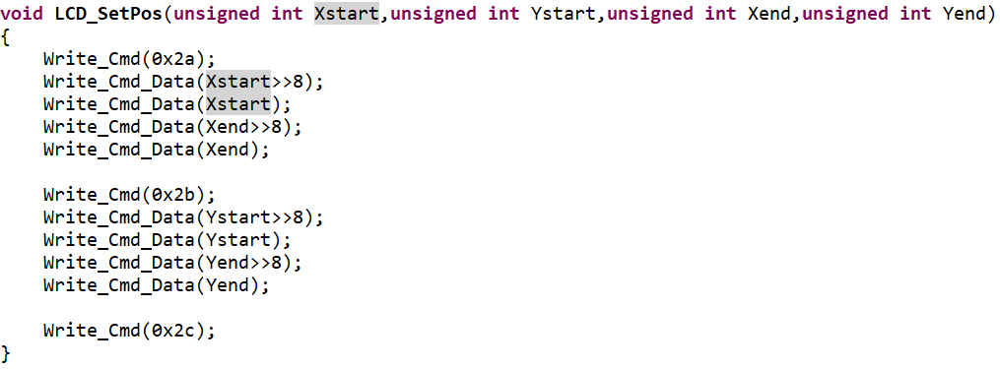 void LCD_SetPos(unsigned int Xstart,unsigned int Ystart,unsigned int Xend,unsigned int Yend)
{
    Write_Cmd(0x2a);
    Write_Cmd_Data(Xstart>>8);
    Write_Cmd_Data(Xstart);
    Write_Cmd_Data(Xend>>8);
    Write_Cmd_Data(Xend);

    Write_Cmd(0x2b);
    Write_Cmd_Data(Ystart>>8);
    Write_Cmd_Data(Ystart);
    Write_Cmd_Data(Yend>>8);
    Write_Cmd_Data(Yend);

    Write_Cmd(0x2c);
}